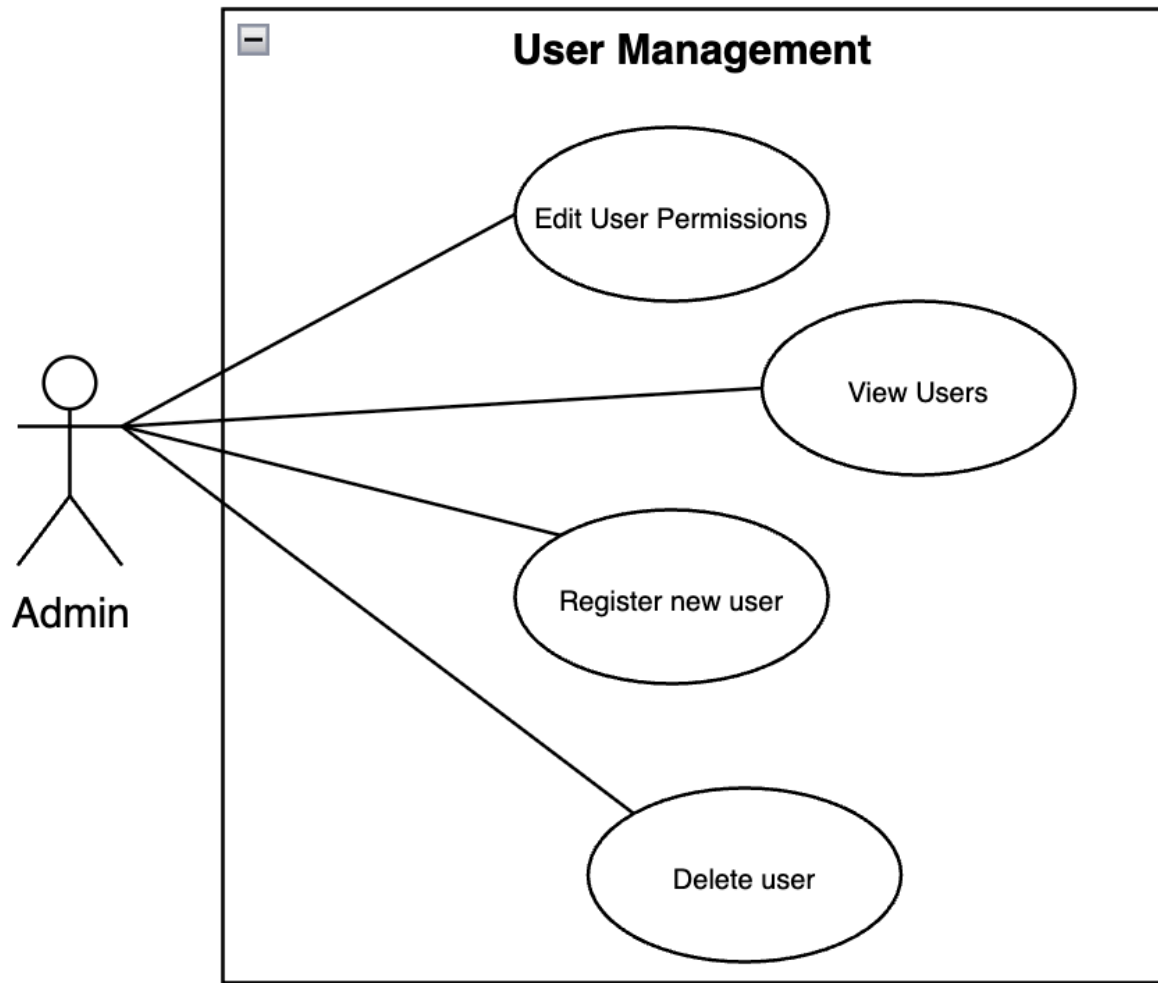 User Management
Edit User Permissions
View Users
Admin
Register new user
Delete user